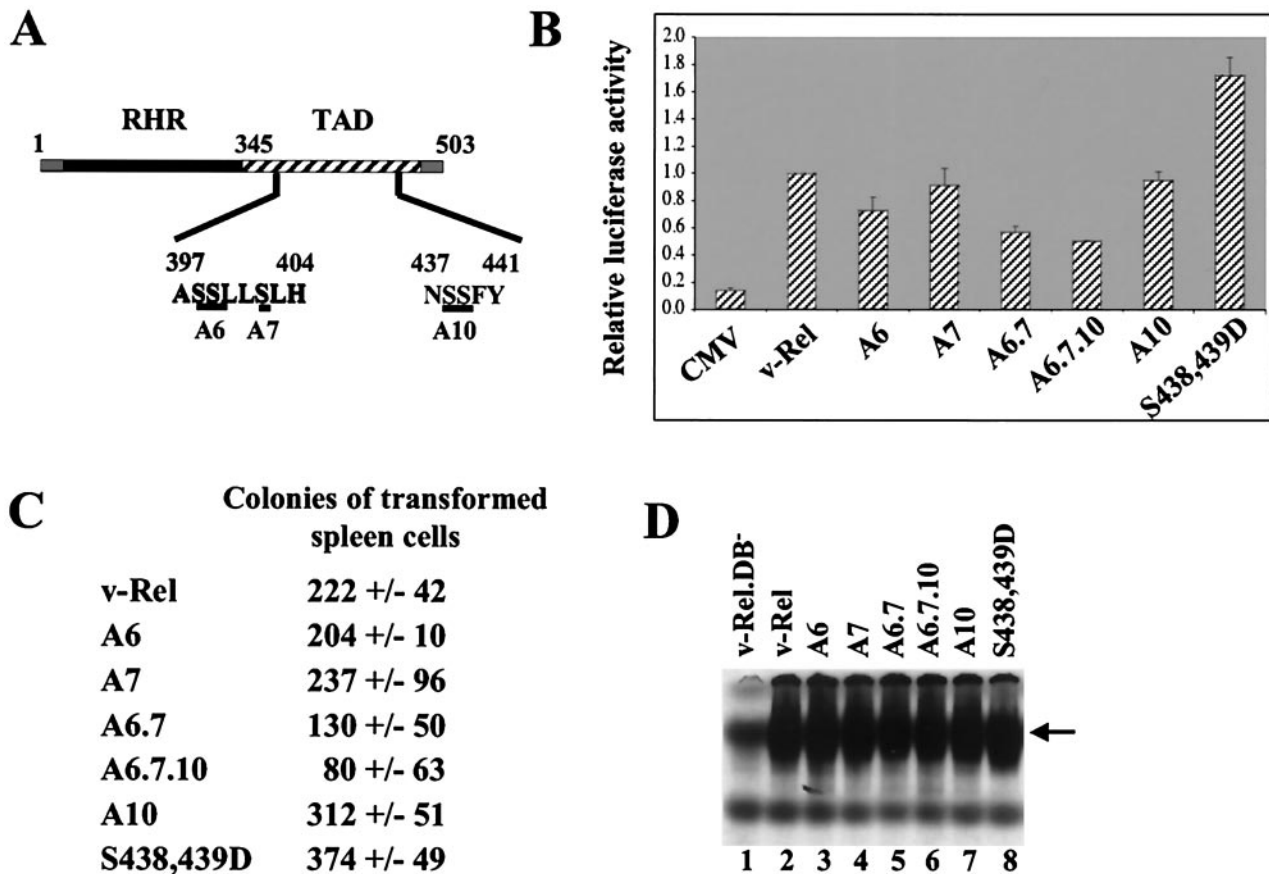 A
RHR TAD
1 345 503
397 404 437 441
ASSLLSLH NSSFY
A6 A7 A10
B
Relative luciferase activity
2.0
1.8
1.6
1.4
1.2
1.0
0.8
0.6
0.4
0.2
0.0
CMV
v-Rel
A6
A7
A6.7
A6.7.10
A10
S438,439D
C
Colonies of transformed
spleen cells
v-Rel 222 +/- 42
A6 204 +/- 10
A7 237 +/- 96
A6.7 130 +/- 50
A6.7.10 80 +/- 63
A10 312 +/- 51
S438,439D 374 +/- 49
D
v-Rel.DB-
v-Rel
A6
A7
A6.7
A6.7.10
A10
S438,439D
1 2 3 4 5 6 7 8